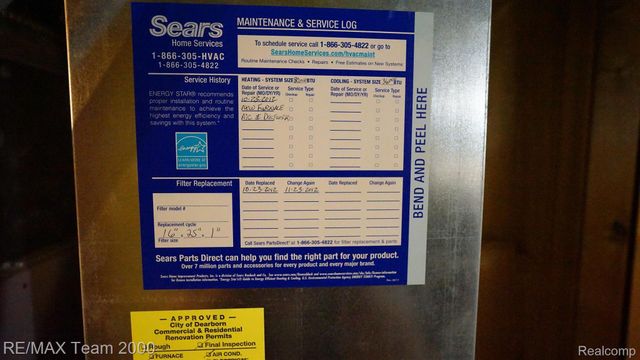 Sears
Home Services
1-866-305-HVAC
1-866-305-4822
MAINTENANCE & SERVICE LOG
To schedule service call 1-866-305-4822 or go to
SearsHomeServices.com/hvacmaint
Routine Maintenance Checks • Repairs • Free Estimates on New Systems
Service History
ENERGY STAR® recommends
proper installation and routine
maintenance to achieve the
highest energy efficiency and
savings with this system.*
HEATING - SYSTEM SIZE BTU
Date of Service or
Repair (MO/DY/YR)
Service Type
Checkup Repair
10-23-2012
NEW FURNACE
A/C &
COOLING - SYSTEM SIZE BTU
Date of Service or
Repair (MO/DY/YR)
Service Type
Checkup Repair
Filter Replacement
Filter model #
Replacement cycle
16" . 25" . 1"
Filter size
Date Replaced Change Again Date Replaced Change Again
10-23-2012 11-23-2012
Call Sears PartsDirect® at 1-866-305-4822 for filter replacement & parts
Sears Parts Direct can help you find the right part for your product.
Over 7 million parts and accessories for every product and every major brand.
BEND AND PEEL HERE
— APPROVED —
City of Dearborn
Commercial & Residential
Renovation Permits
Rough Final Inspection
FURNACE AIR COND.
RE/MAX Team 2000
Realcomp